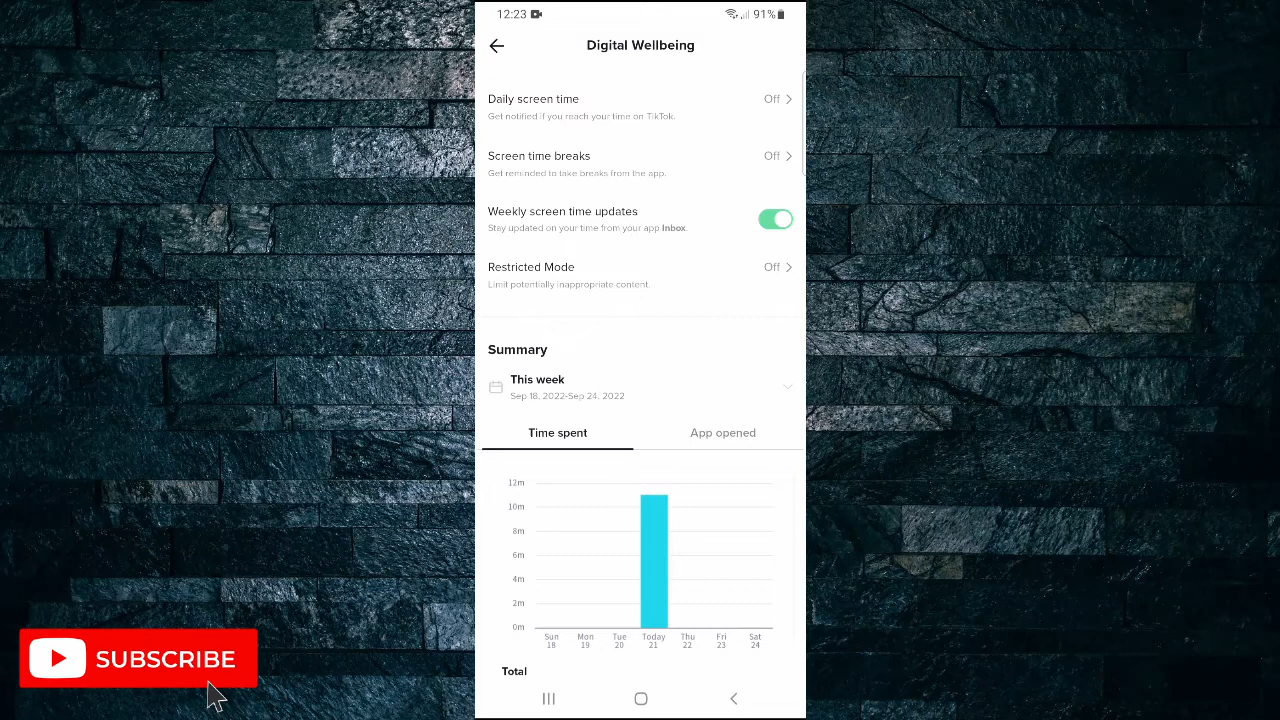 12:23 91%
Digital Wellbeing
Daily screen time Off
Get notified if you reach your time on TikTok.
Screen time breaks Off
Get reminded to take breaks from the app.
Weekly screen time updates
Stay updated on your time from your app Inbox.
Restricted Mode Off
Limit potentially inappropriate content.
Summary
This week
Sep 18, 2022-Sep 24, 2022
Time spent App opened
12m
10m
8m
6m
4m
2m
0m
Sun Mon Tue Today Thu Fri Sat
18 19 20 21 22 23 24
Total
SUBSCRIBE